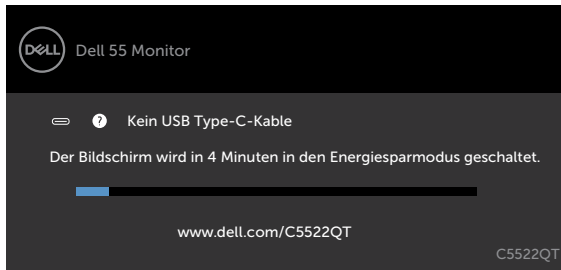 DELL Dell 55 Monitor
? Kein USB Type-C-Kable
Der Bildschirm wird in 4 Minuten in den Energiesparmodus geschaltet.
www.dell.com/C5522QT
C5522QT